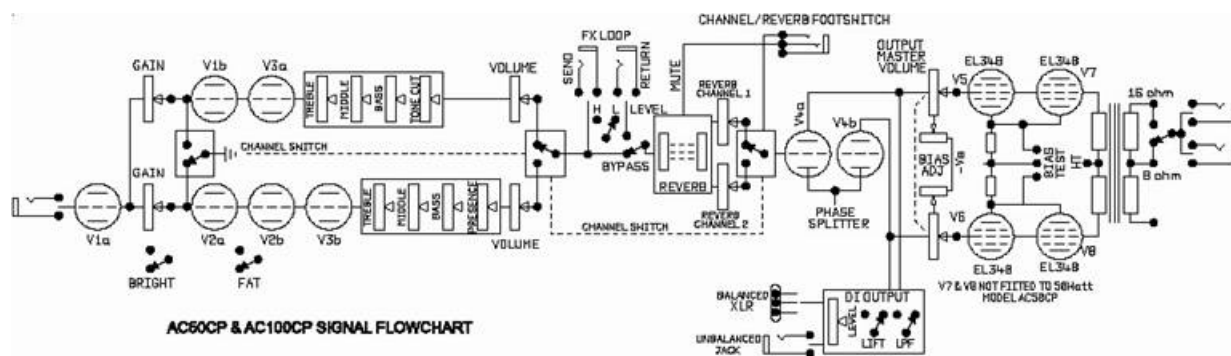 CHANNEL/REVERB FOOTSHITCH
FX LOOP
SEND
RETURN
MUTE
OUTPUT
MASTER
VOLUME
GAIN
V1b
V3a
TREBLE
MIDDLE
BASS
TONE CUT
VOLUME
H
L
LEVEL
REVERB
CHANNEL 1
V4a
V4b
V5
EL34B
EL34B
V7
16 ohm
CHANNEL SWITCH
BYPASS
REVERB
BIAS
ADJ
-Ve
BIAS
TEST
HT
8 ohm
GAIN
V1a
V2a
V2b
V3b
TREBLE
MIDDLE
BASS
PRESENCE
VOLUME
REVERB
CHANNEL 2
CHANNEL SWITCH
PHASE
SPLITTER
V6
EL34B
EL34B
V8
BRIGHT
FAT
V7 & V8 NOT FITTED TO 50Watt
MODEL AC50CP
BALANCED
XLR
DI OUTPUT
LEVEL
LIFT
LPF
UNBALANCED
JACK
AC50CP & AC100CP SIGNAL FLOWCHART